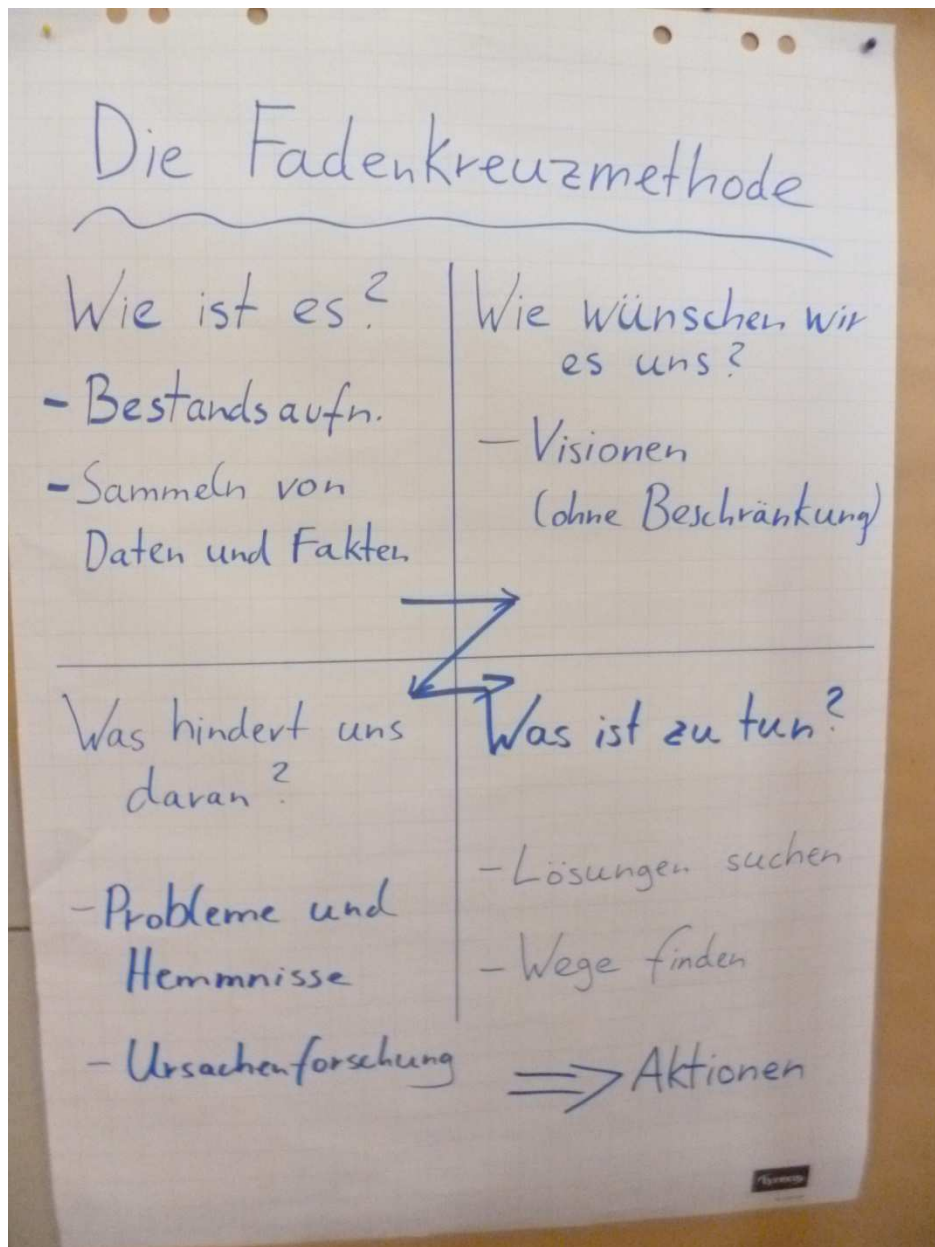 Die Fadenkreuzmethode
Wie ist es?
- Bestandsaufn.
- Sammeln von
Daten und Fakten
Wie wünschen wir
es uns?
- Visionen
(ohne Beschränkung)
Was hindert uns
daran?
- Probleme und
Hemmnisse
- Ursachenforschung
Was ist zu tun?
- Lösungen suchen
- Wege finden
⇒ Aktionen